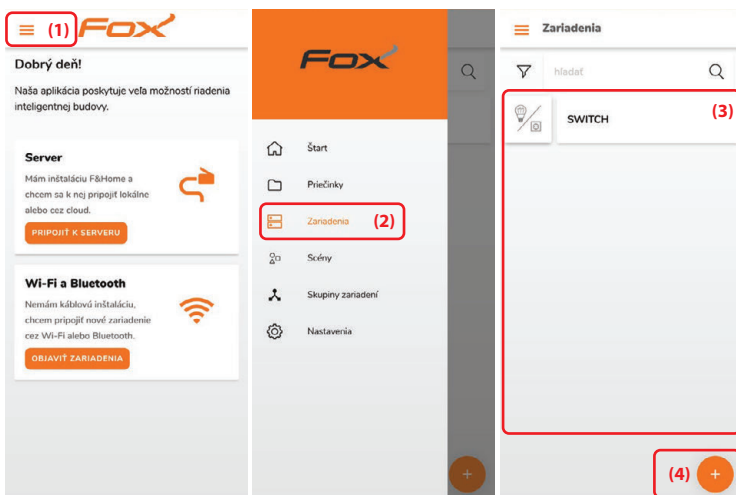 (1) Fox
Dobrý deň!
Naša aplikácia poskytuje veľa možností riadenia
inteligentnej budovy.
Server
Mám inštaláciu F&Home a
chcem sa k nej pripojiť lokálne
alebo cez cloud.
PRIPOJIŤ K SERVERU
Wi-Fi a Bluetooth
Nemám káblovú inštaláciu,
chcem pripojiť nové zariadenie
cez Wi-Fi alebo Bluetooth.
OBJAVIŤ ZARIADENIA
Fox
Štart
Priečinky
Zariadenia (2)
Scény
Skupiny zariadení
Nastavenia
Zariadenia
hladať
SWITCH (3)
(4)